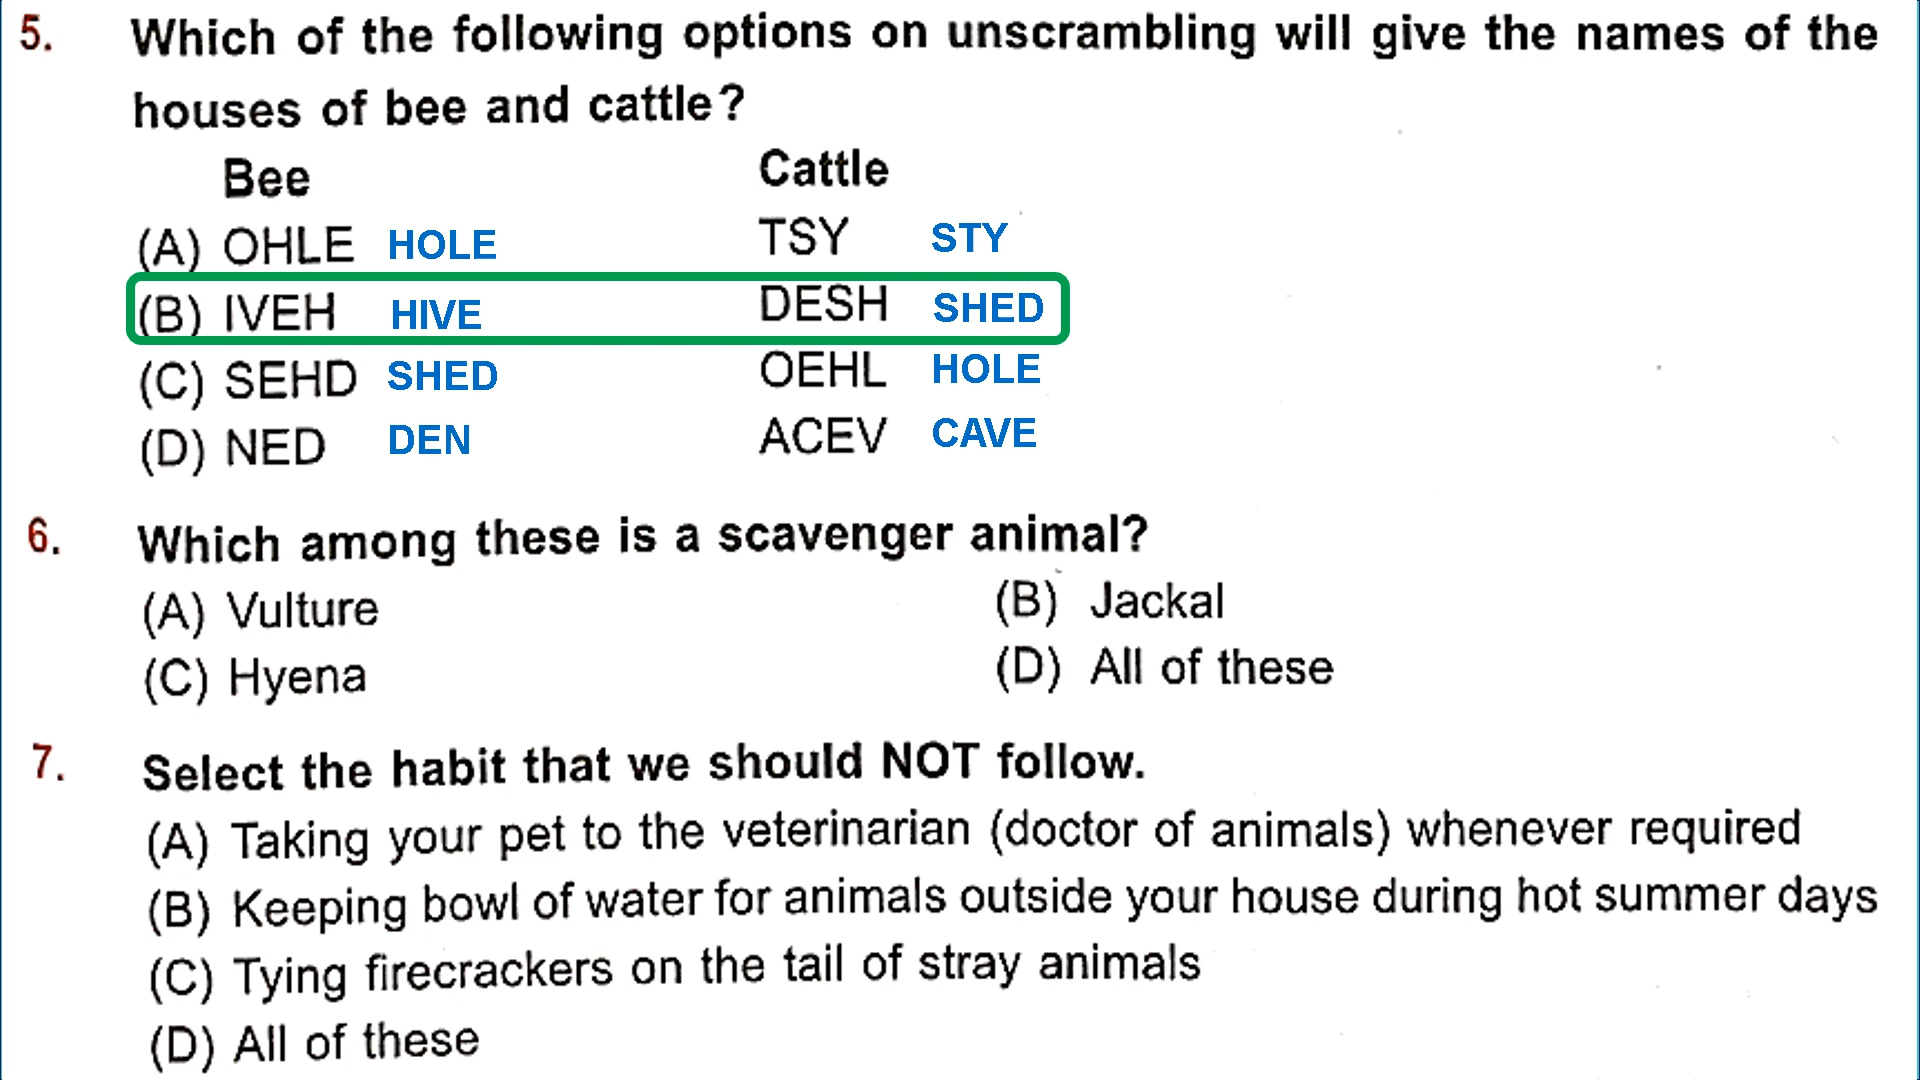 5. Which of the following options on unscrambling will give the names of the
houses of bee and cattle?
Bee Cattle
(A) OHLE HOLE TSY STY
(B) IVEH HIVE DESH SHED
(C) SEHD SHED OEHL HOLE
(D) NED DEN ACEV CAVE
6. Which among these is a scavenger animal?
(A) Vulture (B) Jackal
(C) Hyena (D) All of these
7. Select the habit that we should NOT follow.
(A) Taking your pet to the veterinarian (doctor of animals) whenever required
(B) Keeping bowl of water for animals outside your house during hot summer days
(C) Tying firecrackers on the tail of stray animals
(D) All of these